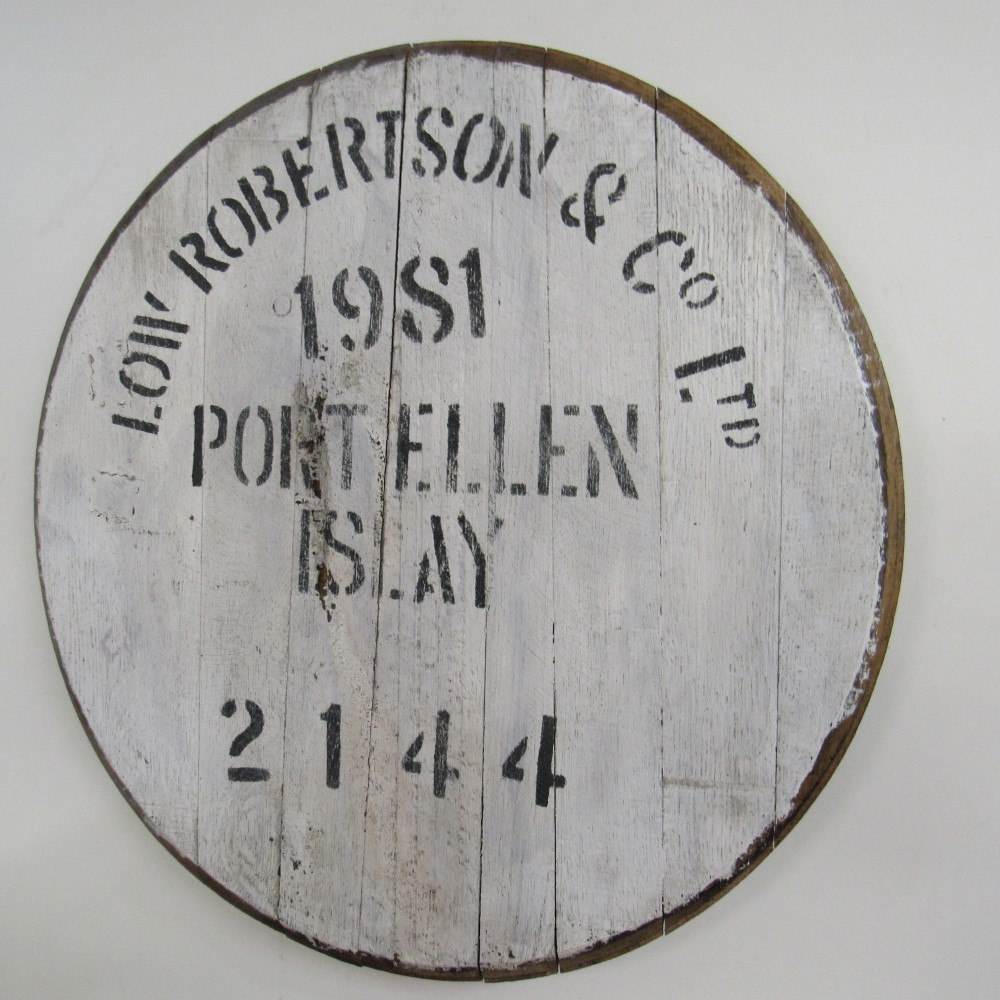 LOW ROBERTSON & CO LTD
1981
PORT ELLEN
ISLAY
2144